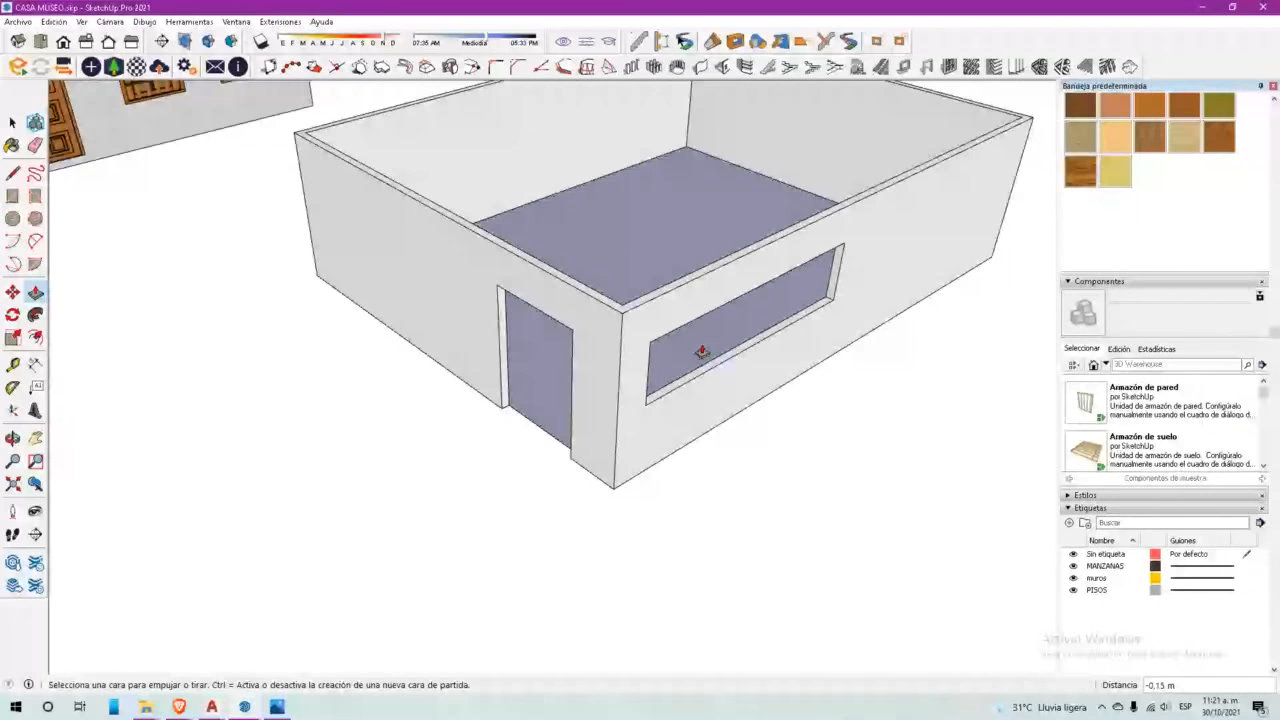 CASA MUSEO.skp - SketchUp Pro 2021
Archivo Edición Ver Cámara Dibujo Herramientas Ventana Extensiones Ayuda
E F M A M J J A S O N D
07:35 AM Mediodía 05:33 PM
Bandeja predeterminada
Componentes
Seleccionar Edición Estadísticas
3D Warehouse
Armazón de pared
por SketchUp
Unidad de armazón de pared. Configúralo
manualmente usando el cuadro de diálogo d...
Armazón de suelo
por SketchUp
Unidad de armazón de suelo. Configúralo
manualmente usando el cuadro de diálogo d...
Componentes de muestra
Estilos
Etiquetas
Buscar
Nombre Guiones
Sin etiqueta Por defecto
MANZANAS
muros
PISOS
Activar Windows
Selecciona una cara para empujar o tirar. Ctrl = Activa o desactiva la creación de una nueva cara de partida.
Distancia -0,15 m
31°C Lluvia ligera ESP 11:21 a. m.
30/10/2021